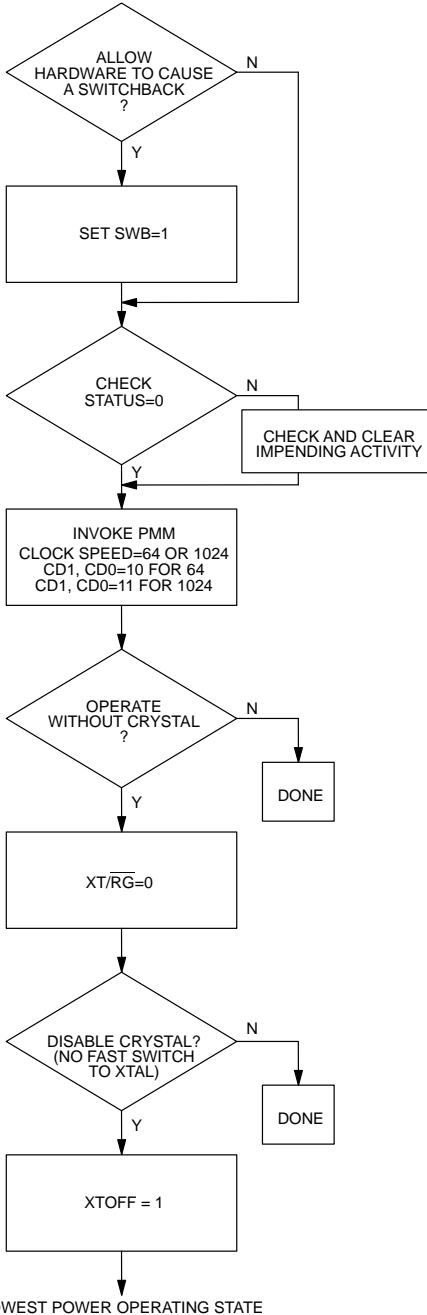 ALLOW
HARDWARE TO CAUSE
A SWITCHBACK
?
N
Y
SET SWB=1
CHECK
STATUS=0
N
CHECK AND CLEAR
IMPENDING ACTIVITY
Y
INVOKE PMM
CLOCK SPEED=64 OR 1024
CD1, CD0=10 FOR 64
CD1, CD0=11 FOR 1024
OPERATE
WITHOUT CRYSTAL
?
N
DONE
Y
XT/R̅G̅=0
DISABLE CRYSTAL?
(NO FAST SWITCH
TO XTAL)
N
DONE
Y
XTOFF = 1
OWEST POWER OPERATING STATE